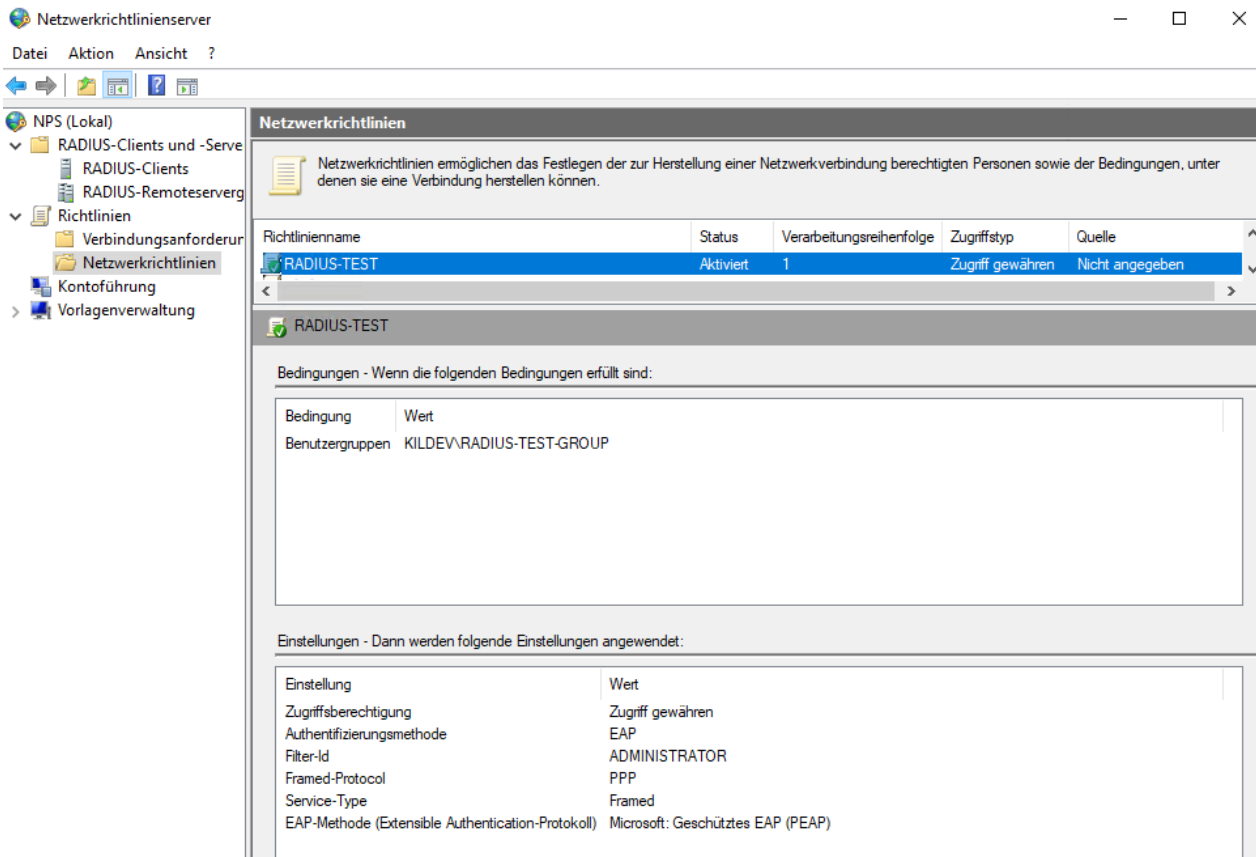 Netzwerkrichtlinienserver
Datei Aktion Ansicht ?
NPS (Lokal)
RADIUS-Clients und -Serve
RADIUS-Clients
RADIUS-Remoteserverg
Richtlinien
Verbindungsanforderur
Netzwerkrichtlinien
Kontoführung
Vorlagenverwaltung
Netzwerkrichtlinien
Netzwerkrichtlinien ermöglichen das Festlegen der zur Herstellung einer Netzwerkverbindung berechtigten Personen sowie der Bedingungen, unter
denen sie eine Verbindung herstellen können.
Richtlinienname Status Verarbeitungsreihenfolge Zugriffstyp Quelle
RADIUS-TEST Aktiviert 1 Zugriff gewähren Nicht angegeben
RADIUS-TEST
Bedingungen - Wenn die folgenden Bedingungen erfüllt sind:
Bedingung Wert
Benutzergruppen KILDEV\RADIUS-TEST-GROUP
Einstellungen - Dann werden folgende Einstellungen angewendet:
Einstellung Wert
Zugriffsberechtigung Zugriff gewähren
Authentifizierungsmethode EAP
Filter-Id ADMINISTRATOR
Framed-Protocol PPP
Service-Type Framed
EAP-Methode (Extensible Authentication-Protokoll) Microsoft: Geschütztes EAP (PEAP)